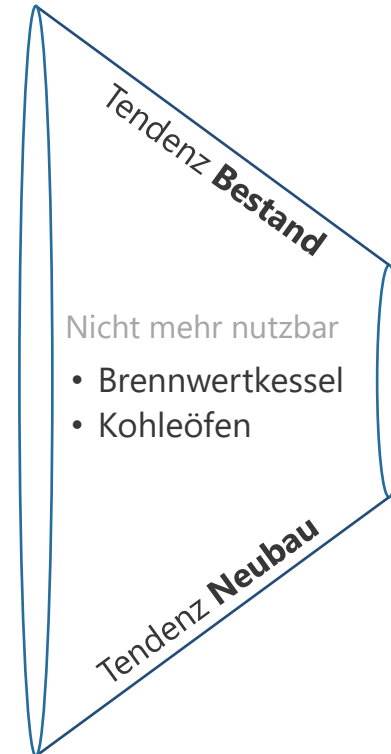 Tendenz Bestand
Nicht mehr nutzbar
• Brennwertkessel
• Kohleöfen
Tendenz Neubau